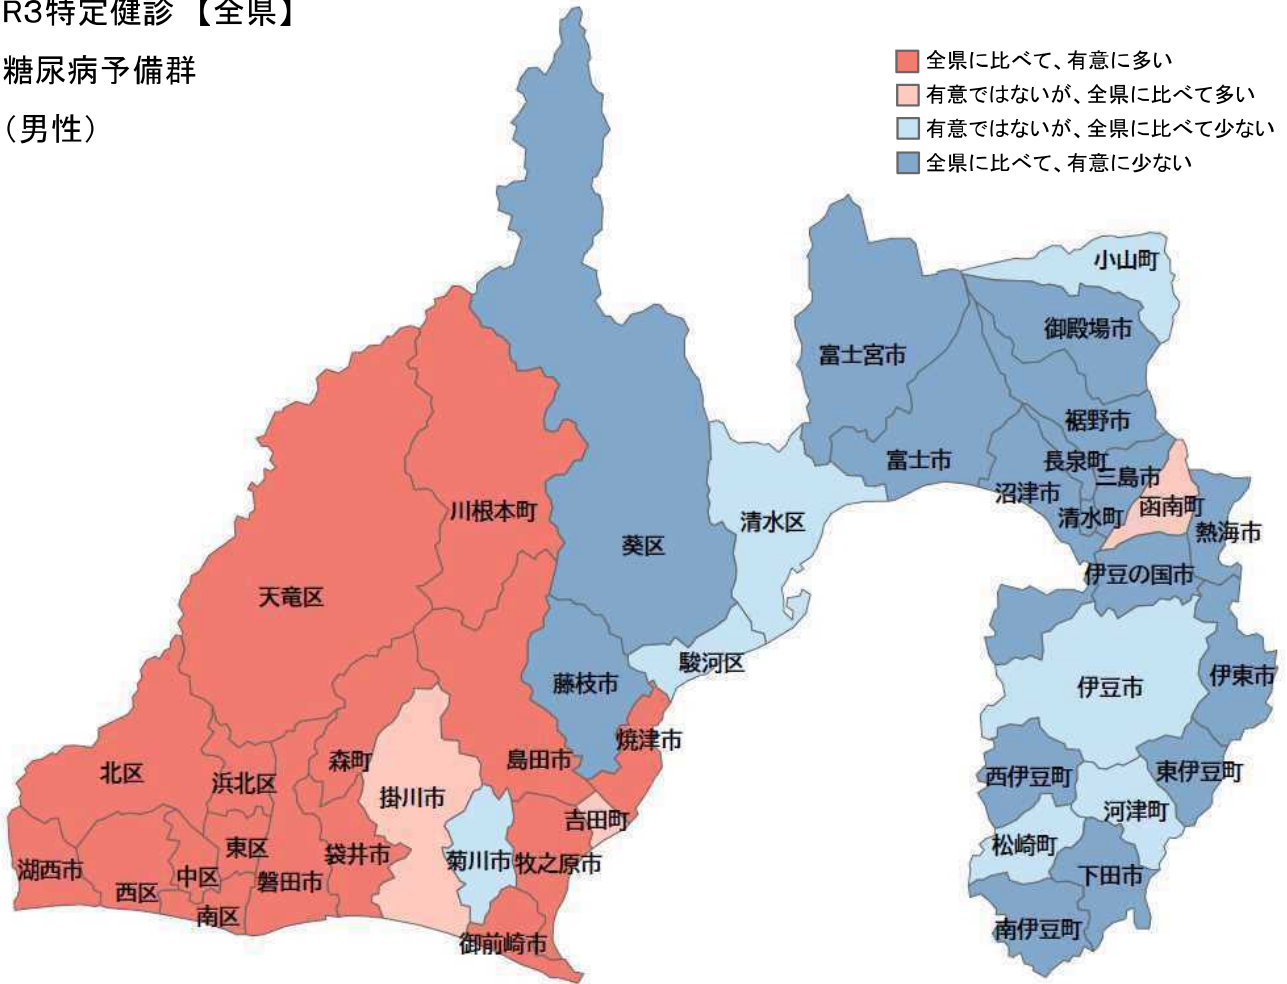 R3特定健診 【全県】
糖尿病予備群
（男性）
全県に比べて、有意に多い
有意ではないが、全県に比べて多い
有意ではないが、全県に比べて少ない
全県に比べて、有意に少ない
小山町
御殿場市
富士宮市
裾野市
富士市
長泉町
三島市
沼津市
函南町
清水町
熱海市
川根本町
清水区
葵区
伊豆の国市
天竜区
駿河区
藤枝市
伊豆市
伊東市
焼津市
島田市
森町
北区
浜北区
西伊豆町
東伊豆町
掛川市
河津町
吉田町
東区
松崎町
袋井市
菊川市
牧之原市
湖西市
中区
磐田市
西区
下田市
南区
南伊豆町
御前崎市